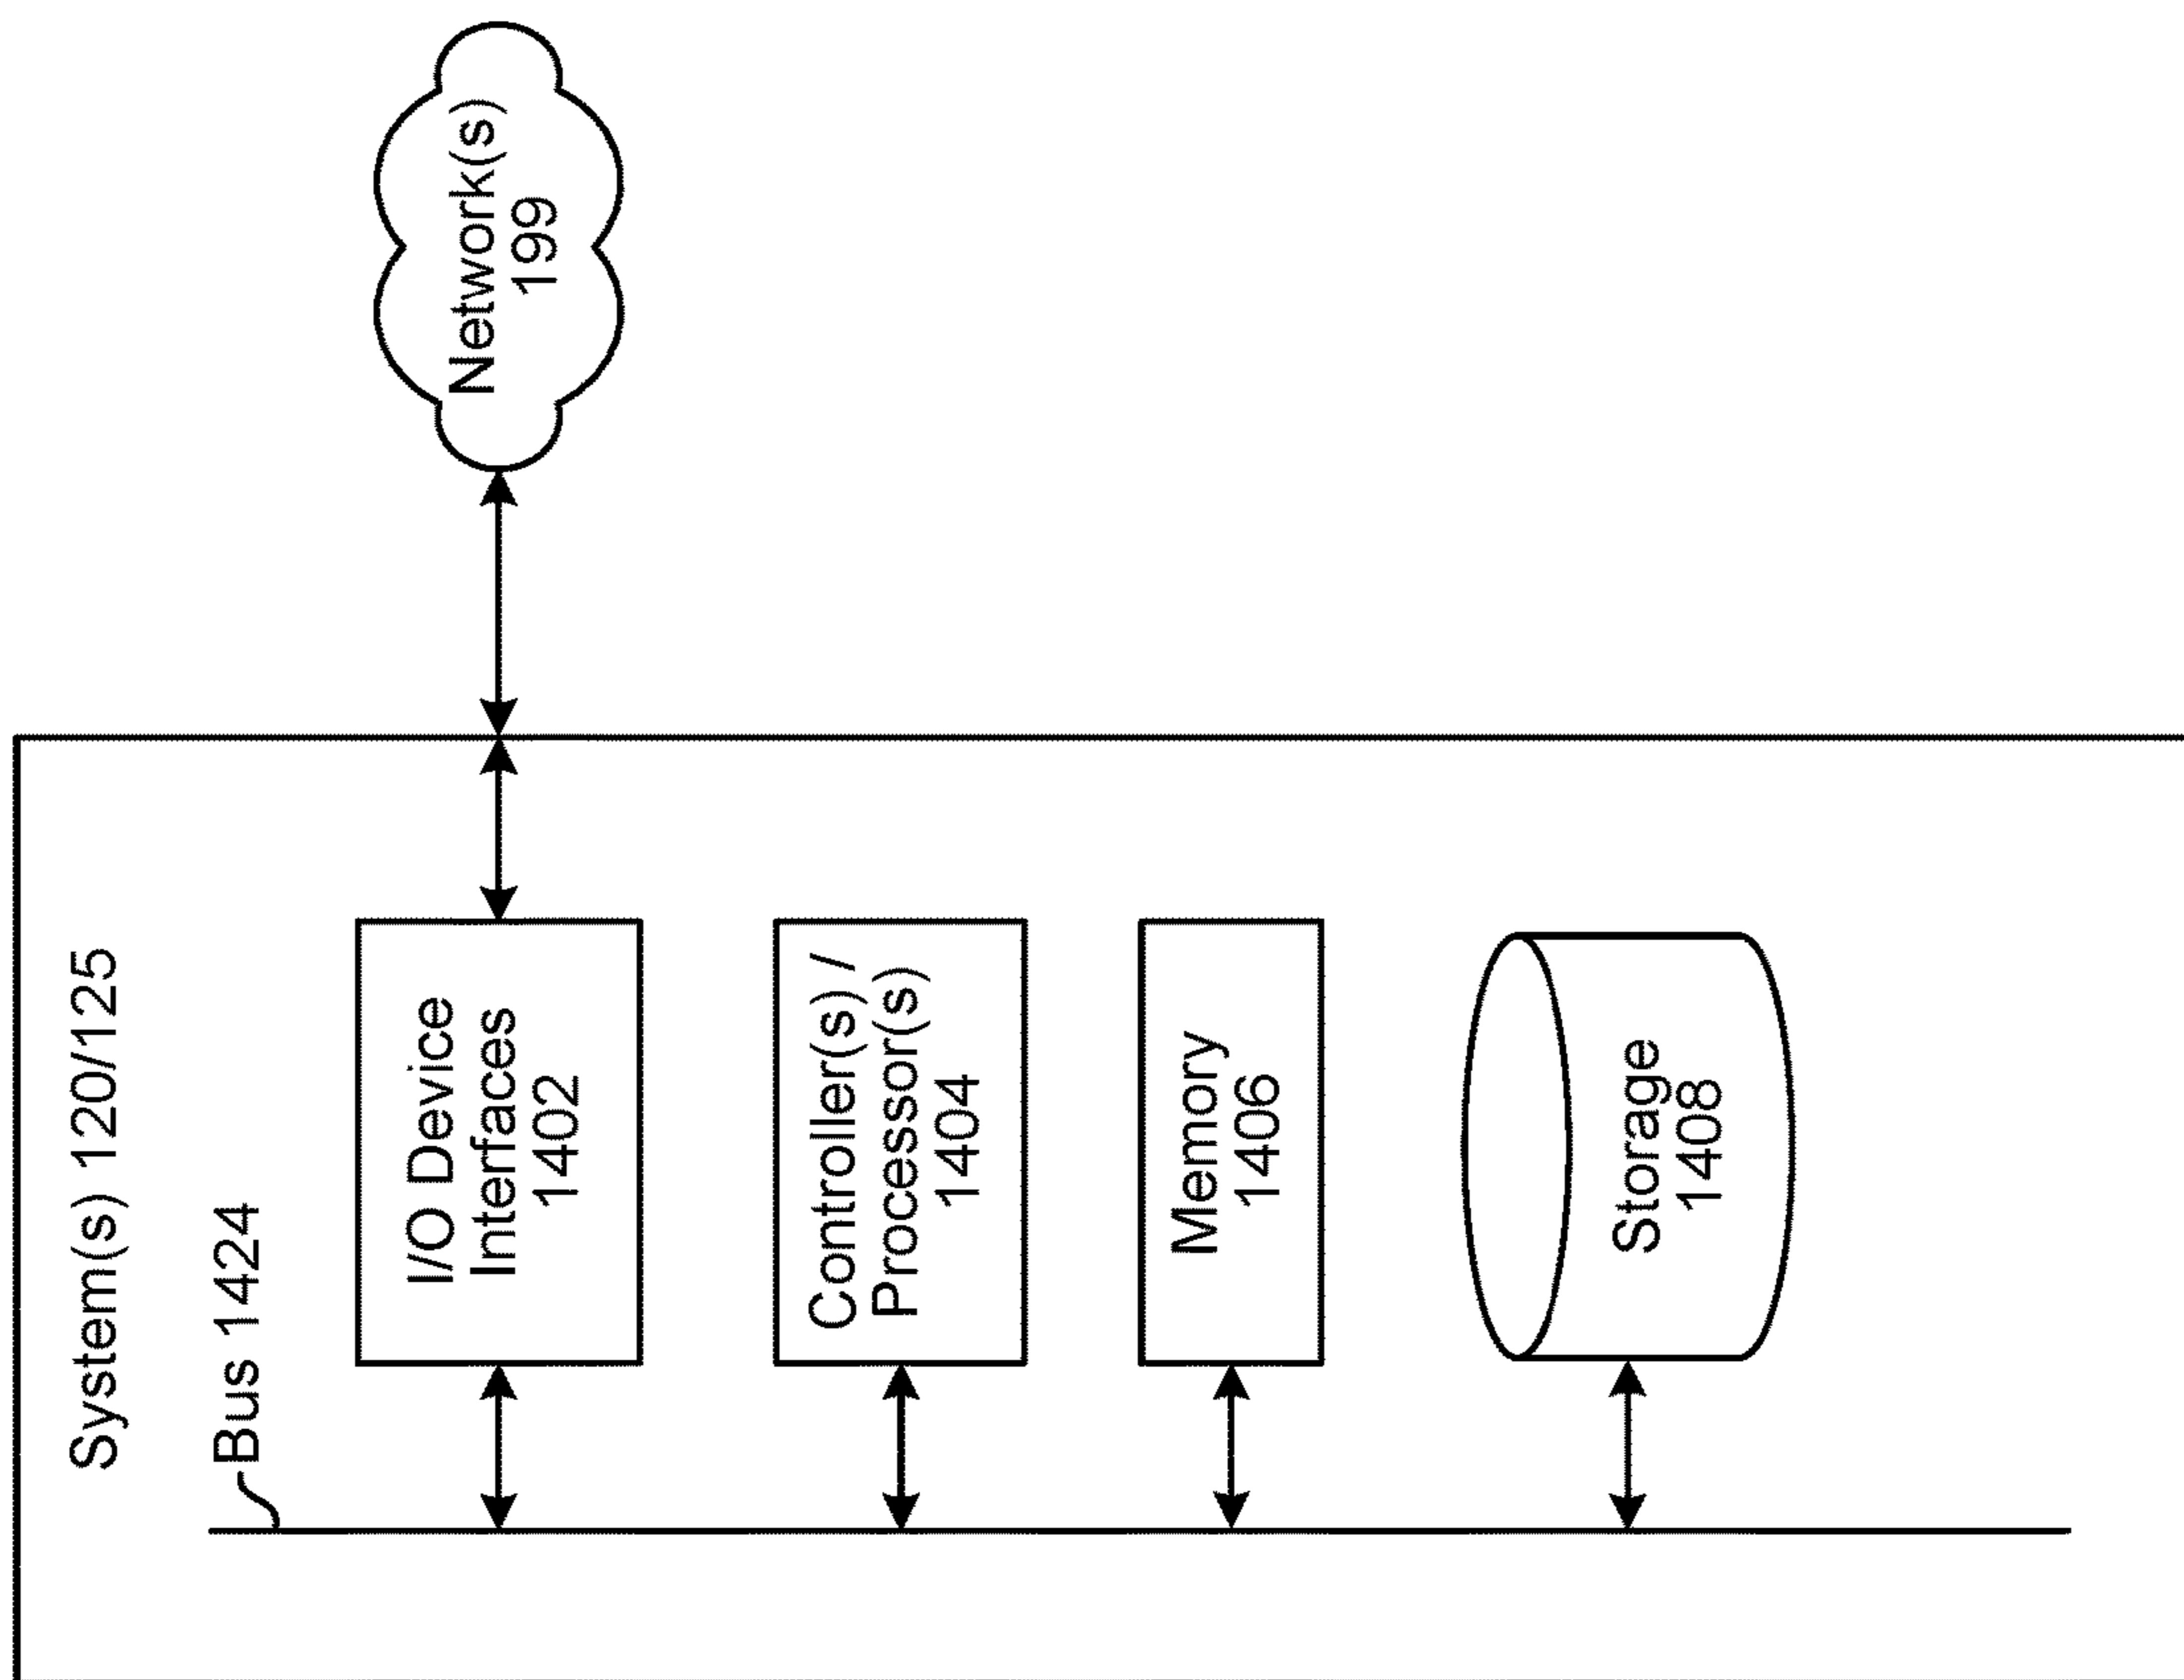 System(s) 120/125
Bus 1424
I/O Device
Interfaces
1402
Controller(s) /
Processor(s)
1404
Memory
1406
Storage
1408
Network(s)
199